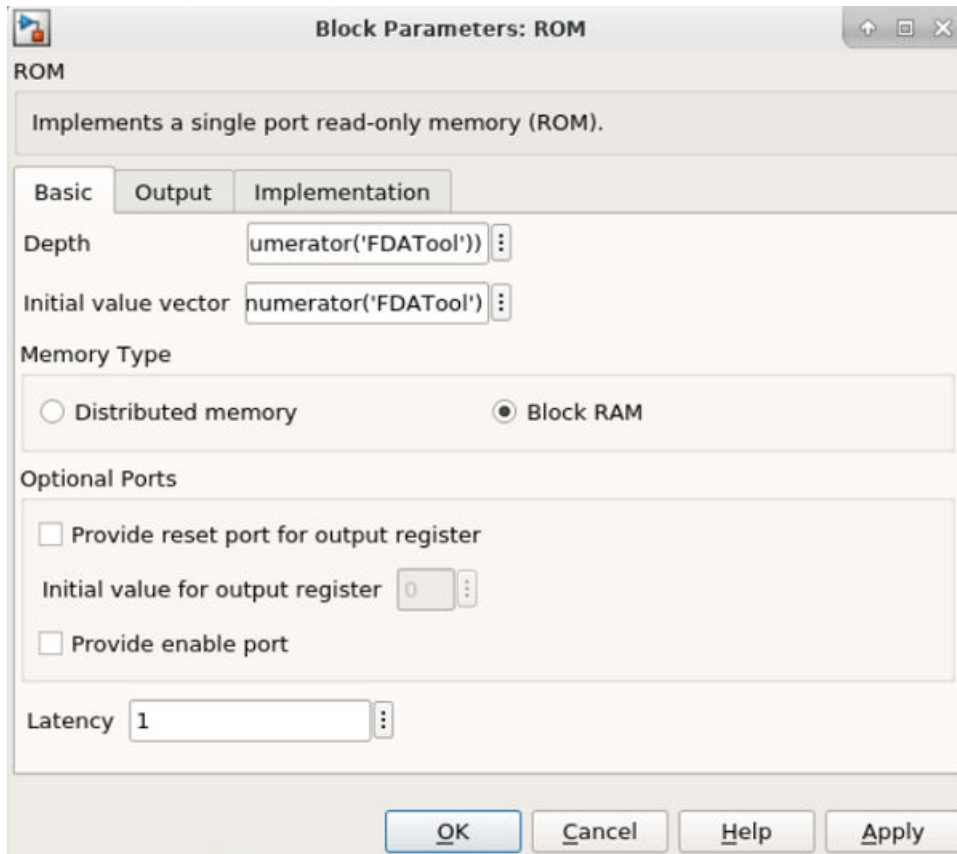 Block Parameters: ROM
ROM
Implements a single port read-only memory (ROM).
Basic Output Implementation
Depth umerator('FDATool'))
Initial value vector numerator('FDATool')
Memory Type
Distributed memory Block RAM
Optional Ports
Provide reset port for output register
Initial value for output register 0
Provide enable port
Latency 1
OK Cancel Help Apply